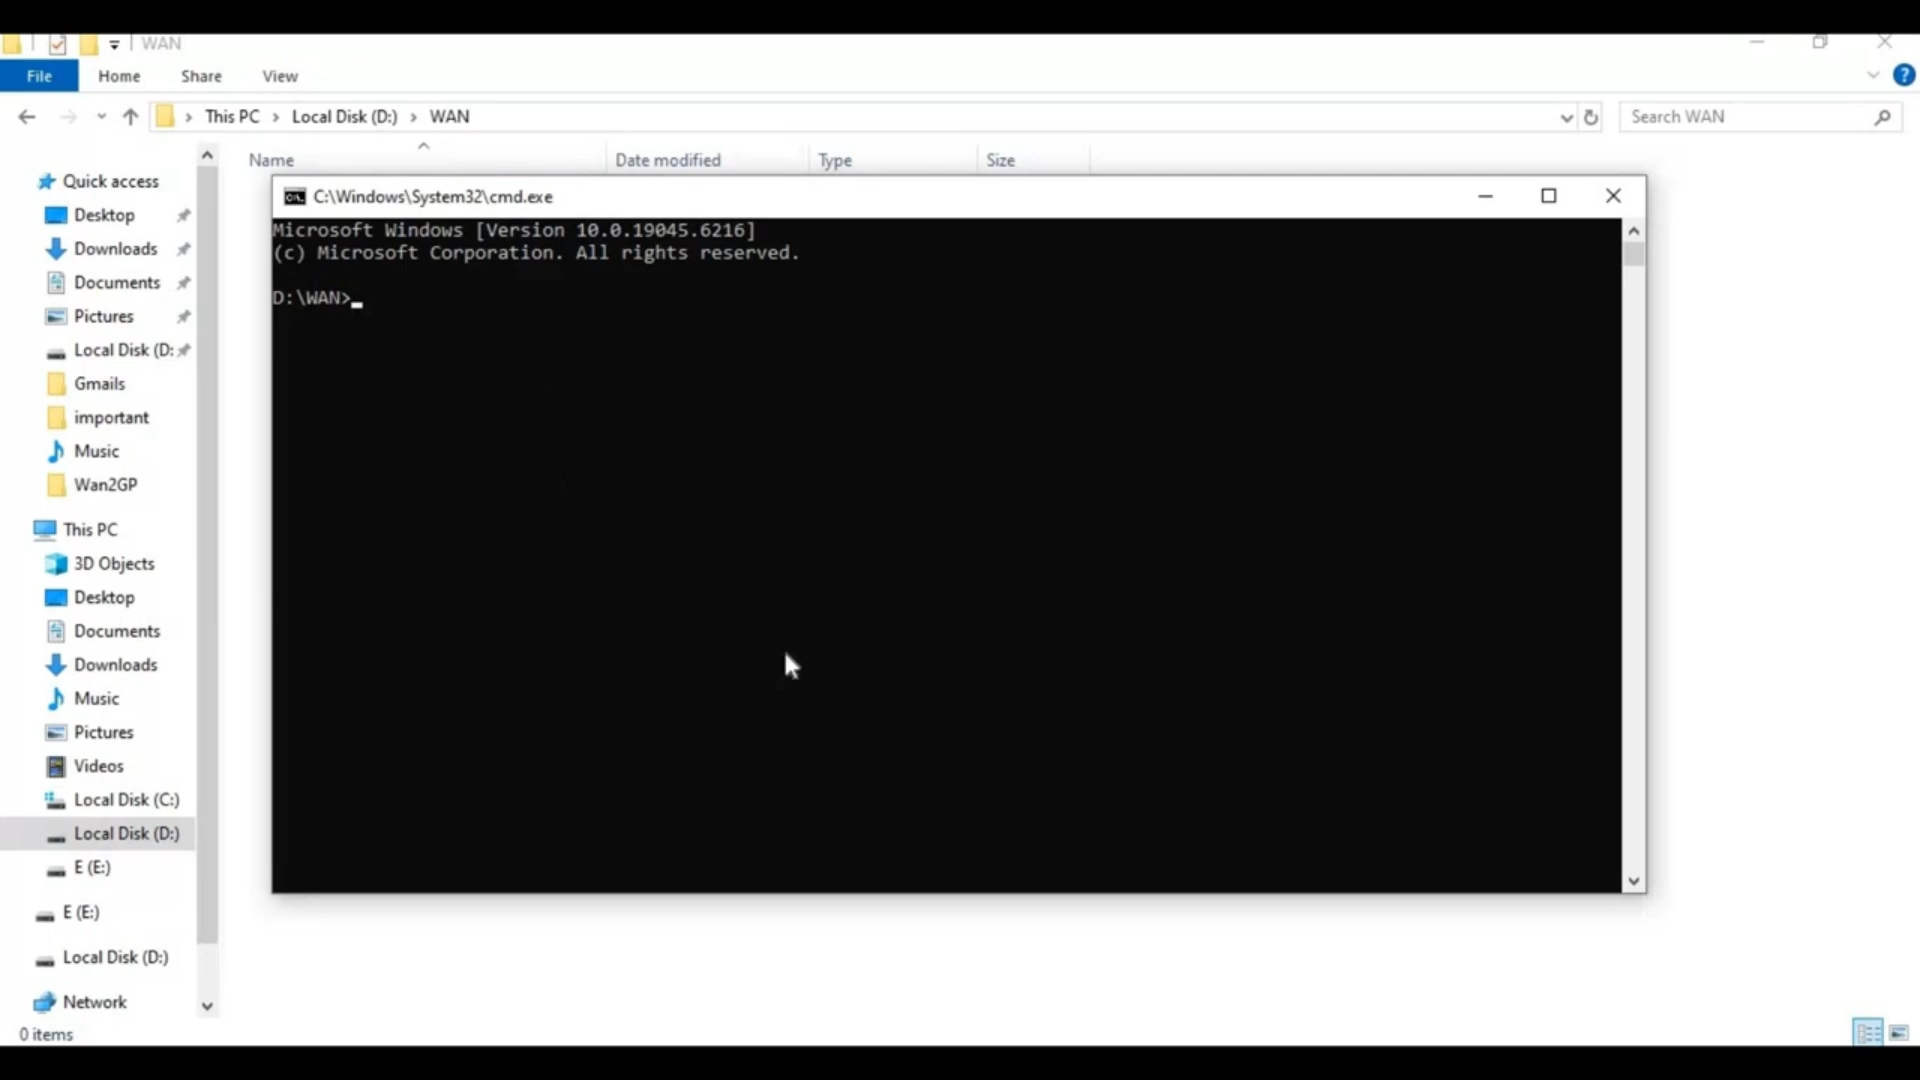 WAN
File Home Share View
This PC Local Disk (D:) WAN
Search WAN
Name Date modified Type Size
Quick access
Desktop
Downloads
Documents
Pictures
Local Disk (D:
Gmails
important
Music
Wan2GP
This PC
3D Objects
Desktop
Documents
Downloads
Music
Pictures
Videos
Local Disk (C:)
Local Disk (D:)
E (E:)
E (E:)
Local Disk (D:)
Network
0 items
C:\Windows\System32\cmd.exe
Microsoft Windows [Version 10.0.19045.6216]
(c) Microsoft Corporation. All rights reserved.
D:\WAN>